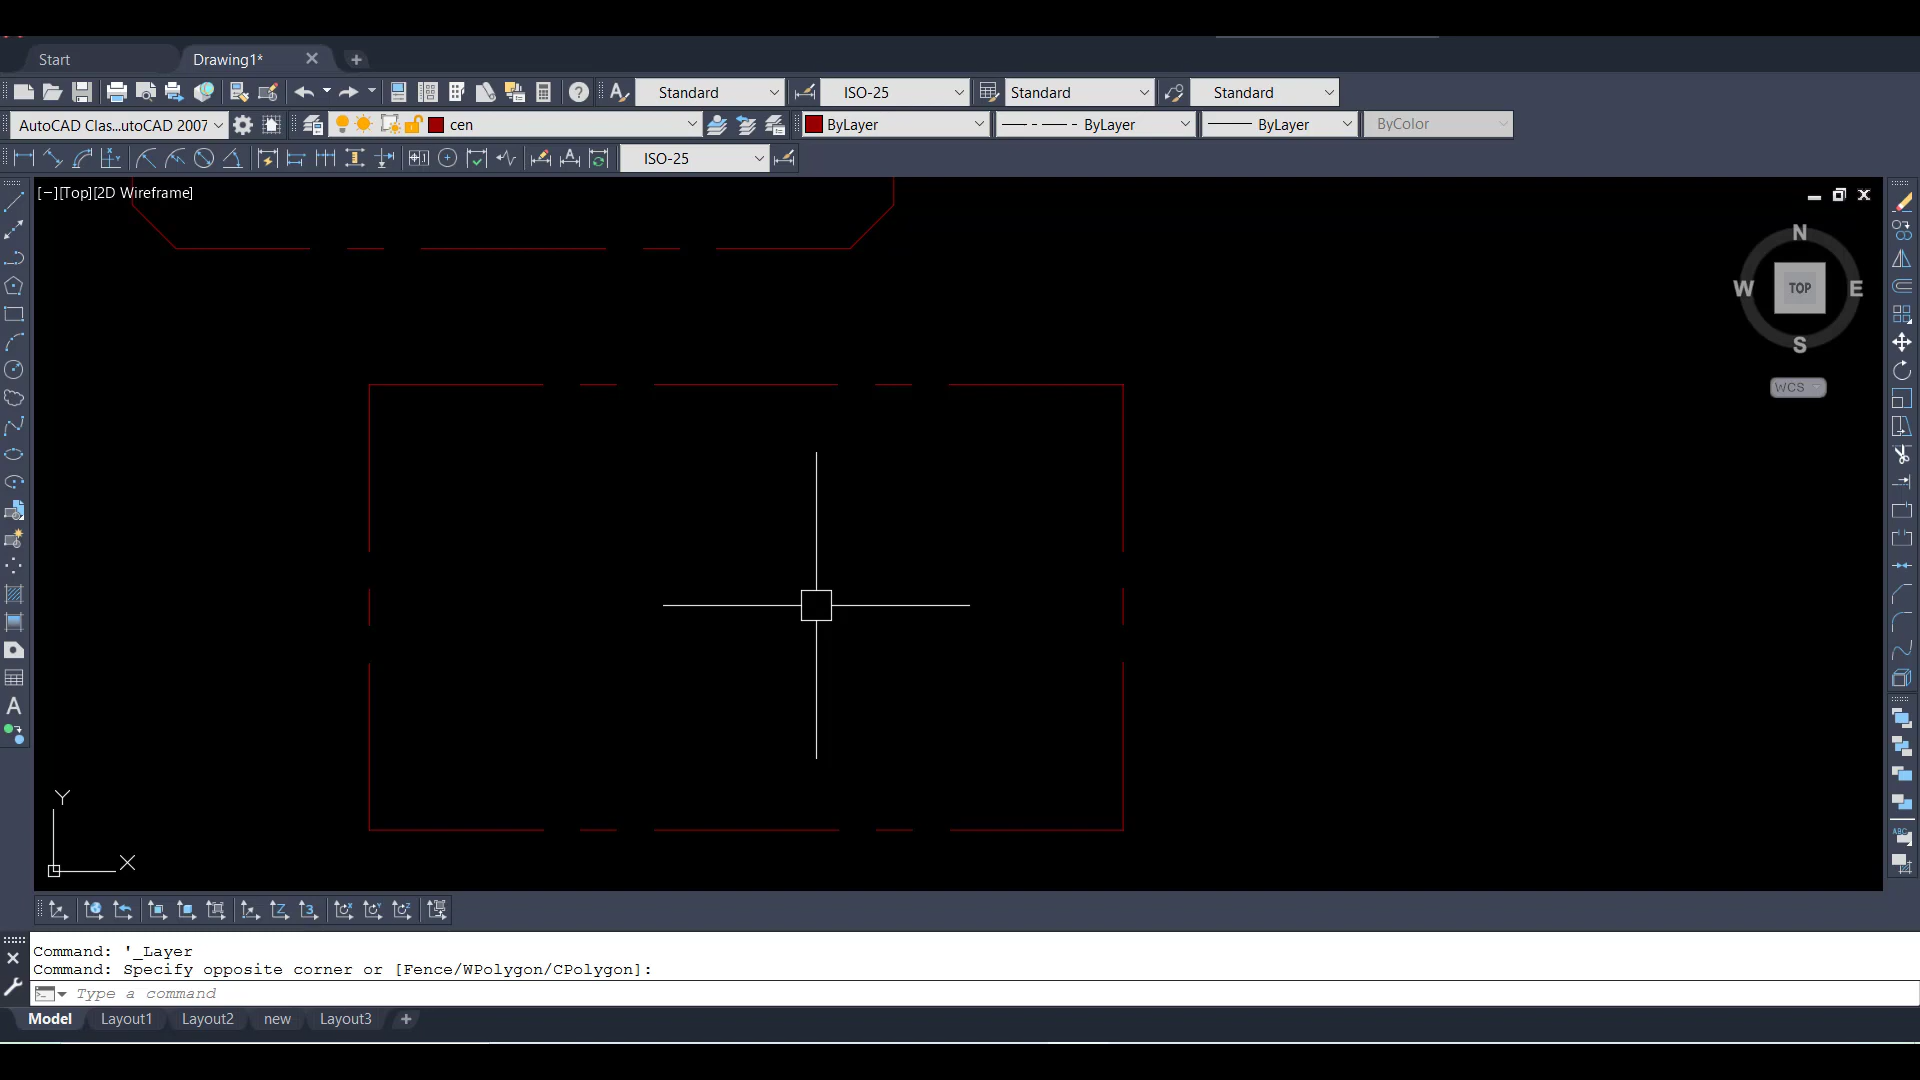 Start
Drawing1*
Standard
ISO-25
Standard
Standard
AutoCAD Clas...utoCAD 2007
cen
ByLayer
ByLayer
ByLayer
ByColor
ISO-25
[−][Top][2D Wireframe]
N
W
TOP
E
S
WCS
Y
X
Command: '_Layer
Command: Specify opposite corner or [Fence/WPolygon/CPolygon]:
Type a command
Model
Layout1
Layout2
new
Layout3